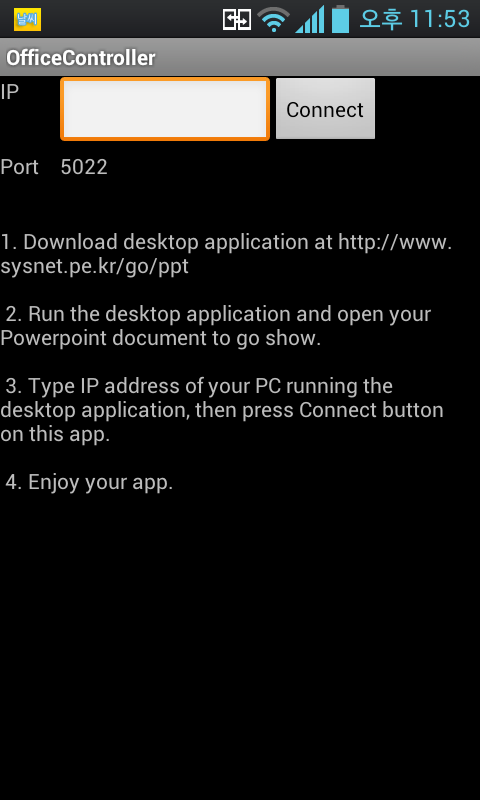 날씨 오후 11:53
OfficeController
IP Connect
Port 5022
1. Download desktop application at http://www.
sysnet.pe.kr/go/ppt
2. Run the desktop application and open your
Powerpoint document to go show.
3. Type IP address of your PC running the
desktop application, then press Connect button
on this app.
4. Enjoy your app.